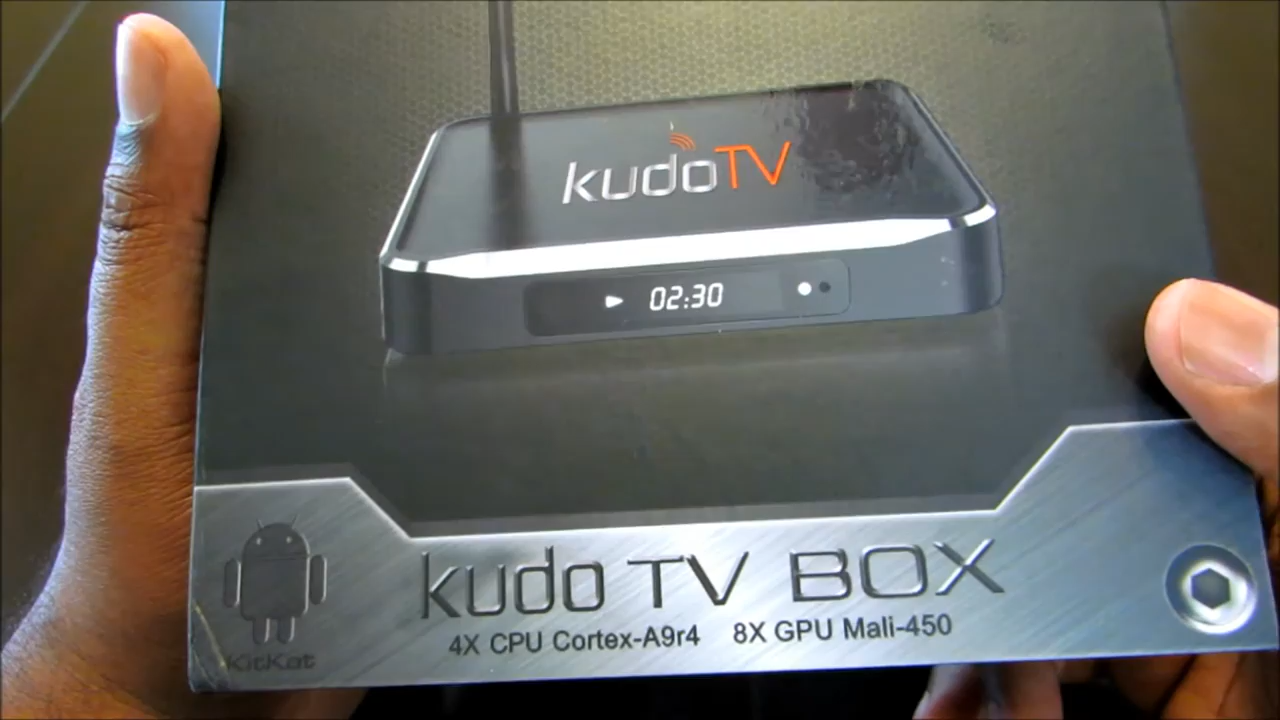 kudoTV
02:30
kudo TV BOX
4X CPU Cortex-A9r4 8X GPU Mali-450
KitKat